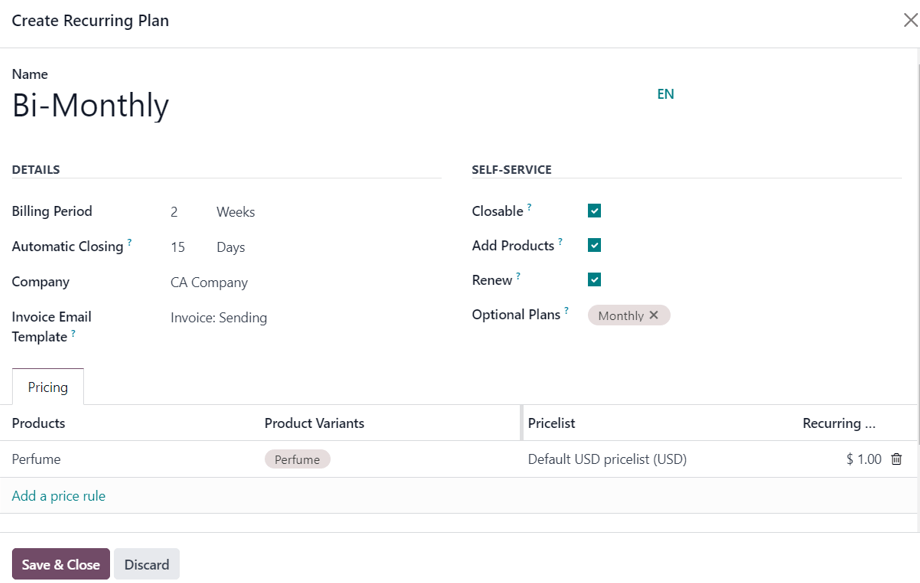 Create Recurring Plan
Name
Bi-Monthly
EN
DETAILS
Billing Period 2 Weeks
Automatic Closing ? 15 Days
Company CA Company
Invoice Email
Template ? Invoice: Sending
SELF-SERVICE
Closable ?
Add Products ?
Renew ?
Optional Plans ? Monthly ×
Pricing
Products Product Variants Pricelist Recurring ...
Perfume Perfume Default USD pricelist (USD) $ 1.00
Add a price rule
Save & Close Discard